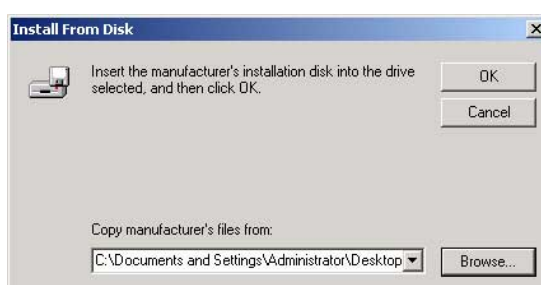 Install From Disk
Insert the manufacturer's installation disk into the drive
selected, and then click OK.
OK
Cancel
Copy manufacturer's files from:
C:\Documents and Settings\Administrator\Desktop
Browse...